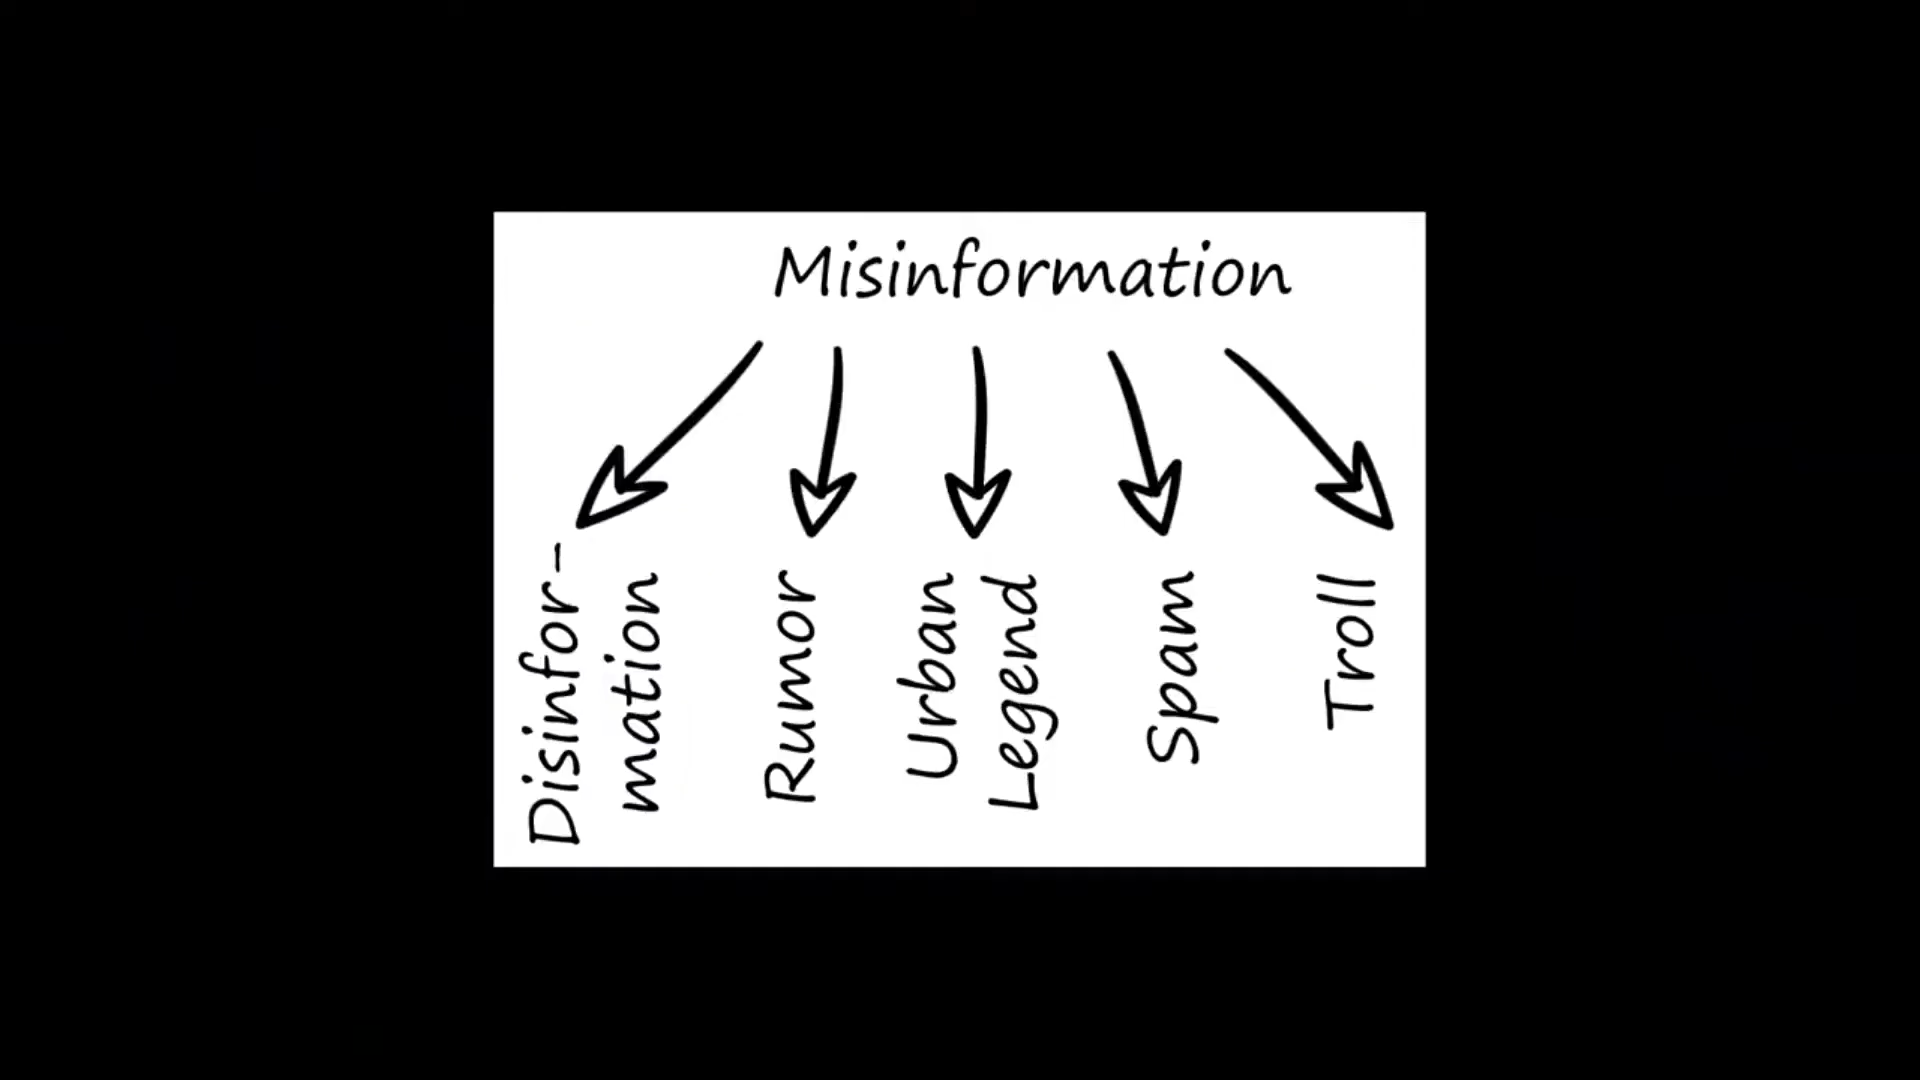 Misinformation
Disinfor-
mation
Rumor
Urban
Legend
Spam
Troll